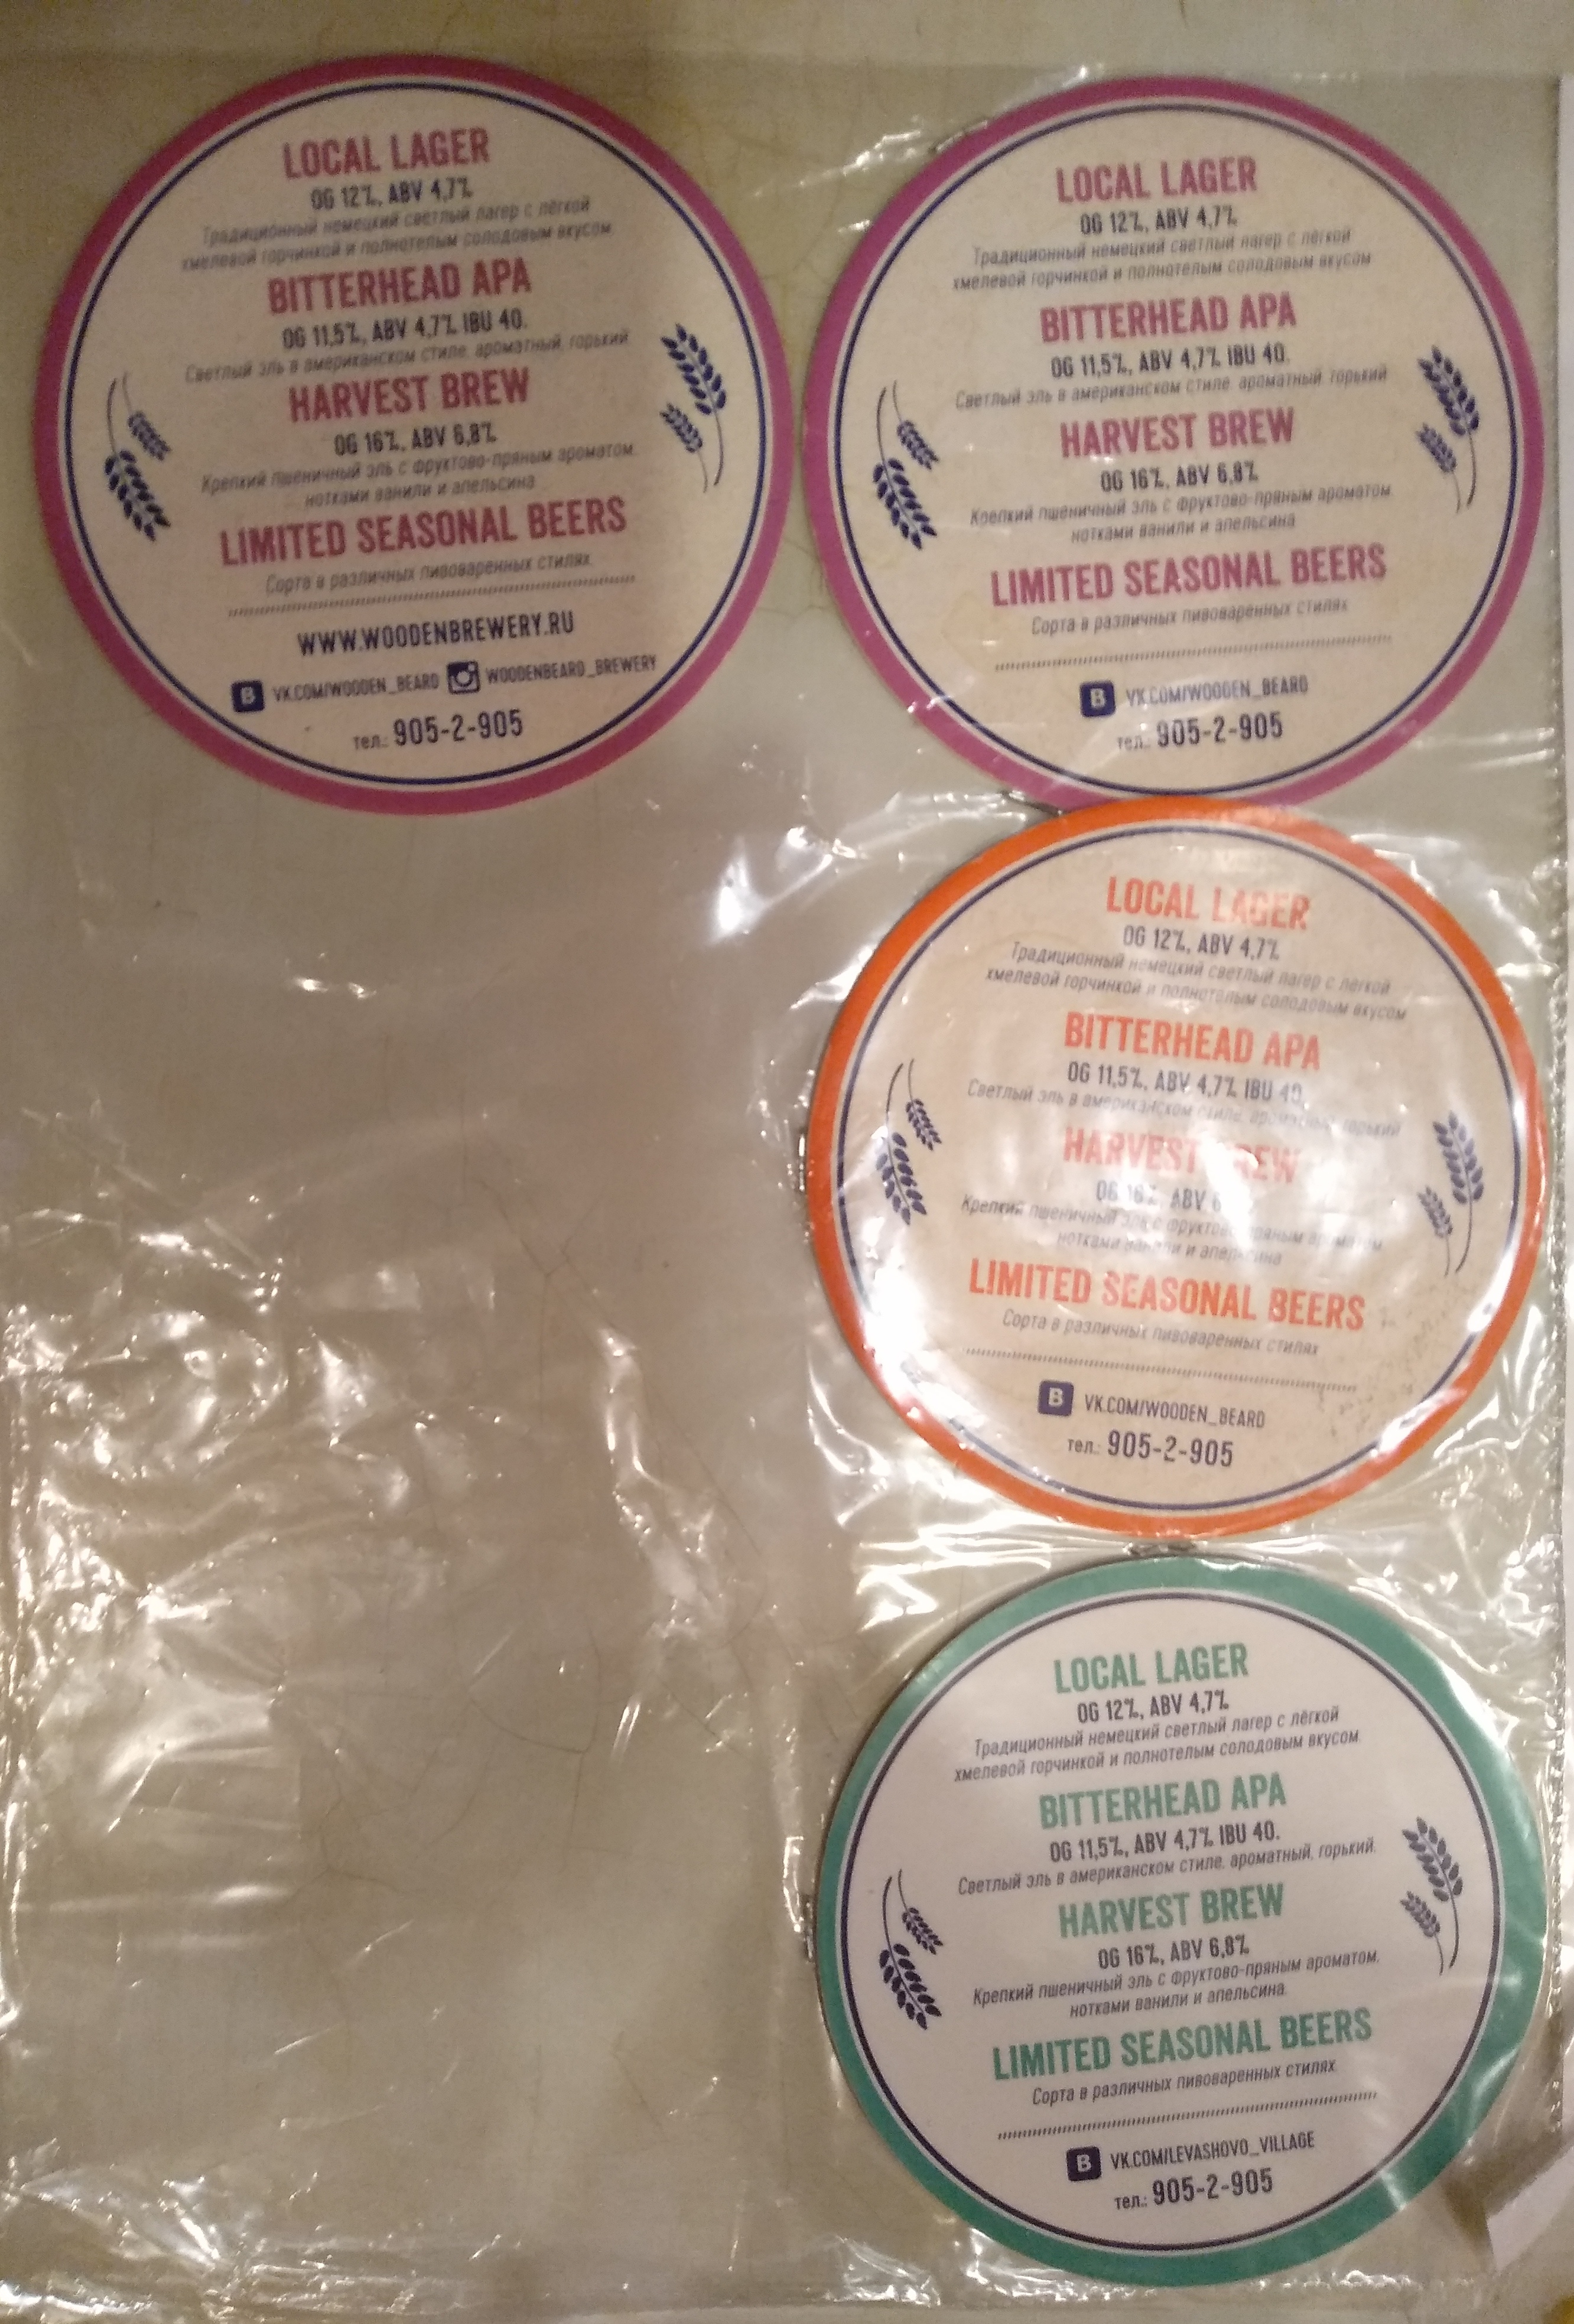 LOCAL LAGER
OG 12%, ABV 4,7%
Традиционный немецкий светлый лагер с лёгкой
хмелевой горчинкой и полнотелым солодовым вкусом
BITTERHEAD APA
OG 11,5%, ABV 4,7% IBU 40.
Светлый эль в американском стиле, ароматный, горький
HARVEST BREW
OG 16%, ABV 6,8%
Крепкий пшеничный эль с фруктово-пряным ароматом,
нотками ванили и апельсина
LIMITED SEASONAL BEERS
Сорта в различных пивоваренных стилях
WWW.WOODENBREWERY.RU
B VK.COM/WOODEN_BEARD WOODENBEARD_BREWERY
тел.: 905-2-905
LOCAL LAGER
OG 12%, ABV 4,7%
Традиционный немецкий светлый лагер с лёгкой
хмелевой горчинкой и полнотелым солодовым вкусом
BITTERHEAD APA
OG 11,5%, ABV 4,7% IBU 40.
Светлый эль в американском стиле, ароматный, горький
HARVEST BREW
OG 16%, ABV 6,8%
Крепкий пшеничный эль с фруктово-пряным ароматом,
нотками ванили и апельсина
LIMITED SEASONAL BEERS
Сорта в различных пивоваренных стилях
B VK.COM/WOODEN_BEARD
тел.: 905-2-905
LOCAL LAGER
OG 12%, ABV 4,7%
Традиционный немецкий светлый лагер с лёгкой
хмелевой горчинкой и полнотелым солодовым вкусом
BITTERHEAD APA
OG 11,5%, ABV 4,7% IBU 40.
Светлый эль в американском стиле, ароматный, горький
HARVEST BREW
OG 16%, ABV
Крепкий пшеничный эль с фруктово-пряным ароматом
нотками ванили и апельсина
LIMITED SEASONAL BEERS
Сорта в различных пивоваренных стилях
B VK.COM/WOODEN_BEARD
тел.: 905-2-905
LOCAL LAGER
OG 12%, ABV 4,7%
Традиционный немецкий светлый лагер с лёгкой
хмелевой горчинкой и полнотелым солодовым вкусом.
BITTERHEAD APA
OG 11,5%, ABV 4,7% IBU 40.
Светлый эль в американском стиле, ароматный, горький.
HARVEST BREW
OG 16%, ABV 6,8%
Крепкий пшеничный эль с фруктово-пряным ароматом,
нотками ванили и апельсина.
LIMITED SEASONAL BEERS
Сорта в различных пивоваренных стилях.
B VK.COM/LEVASHOVO_VILLAGE
тел.: 905-2-905